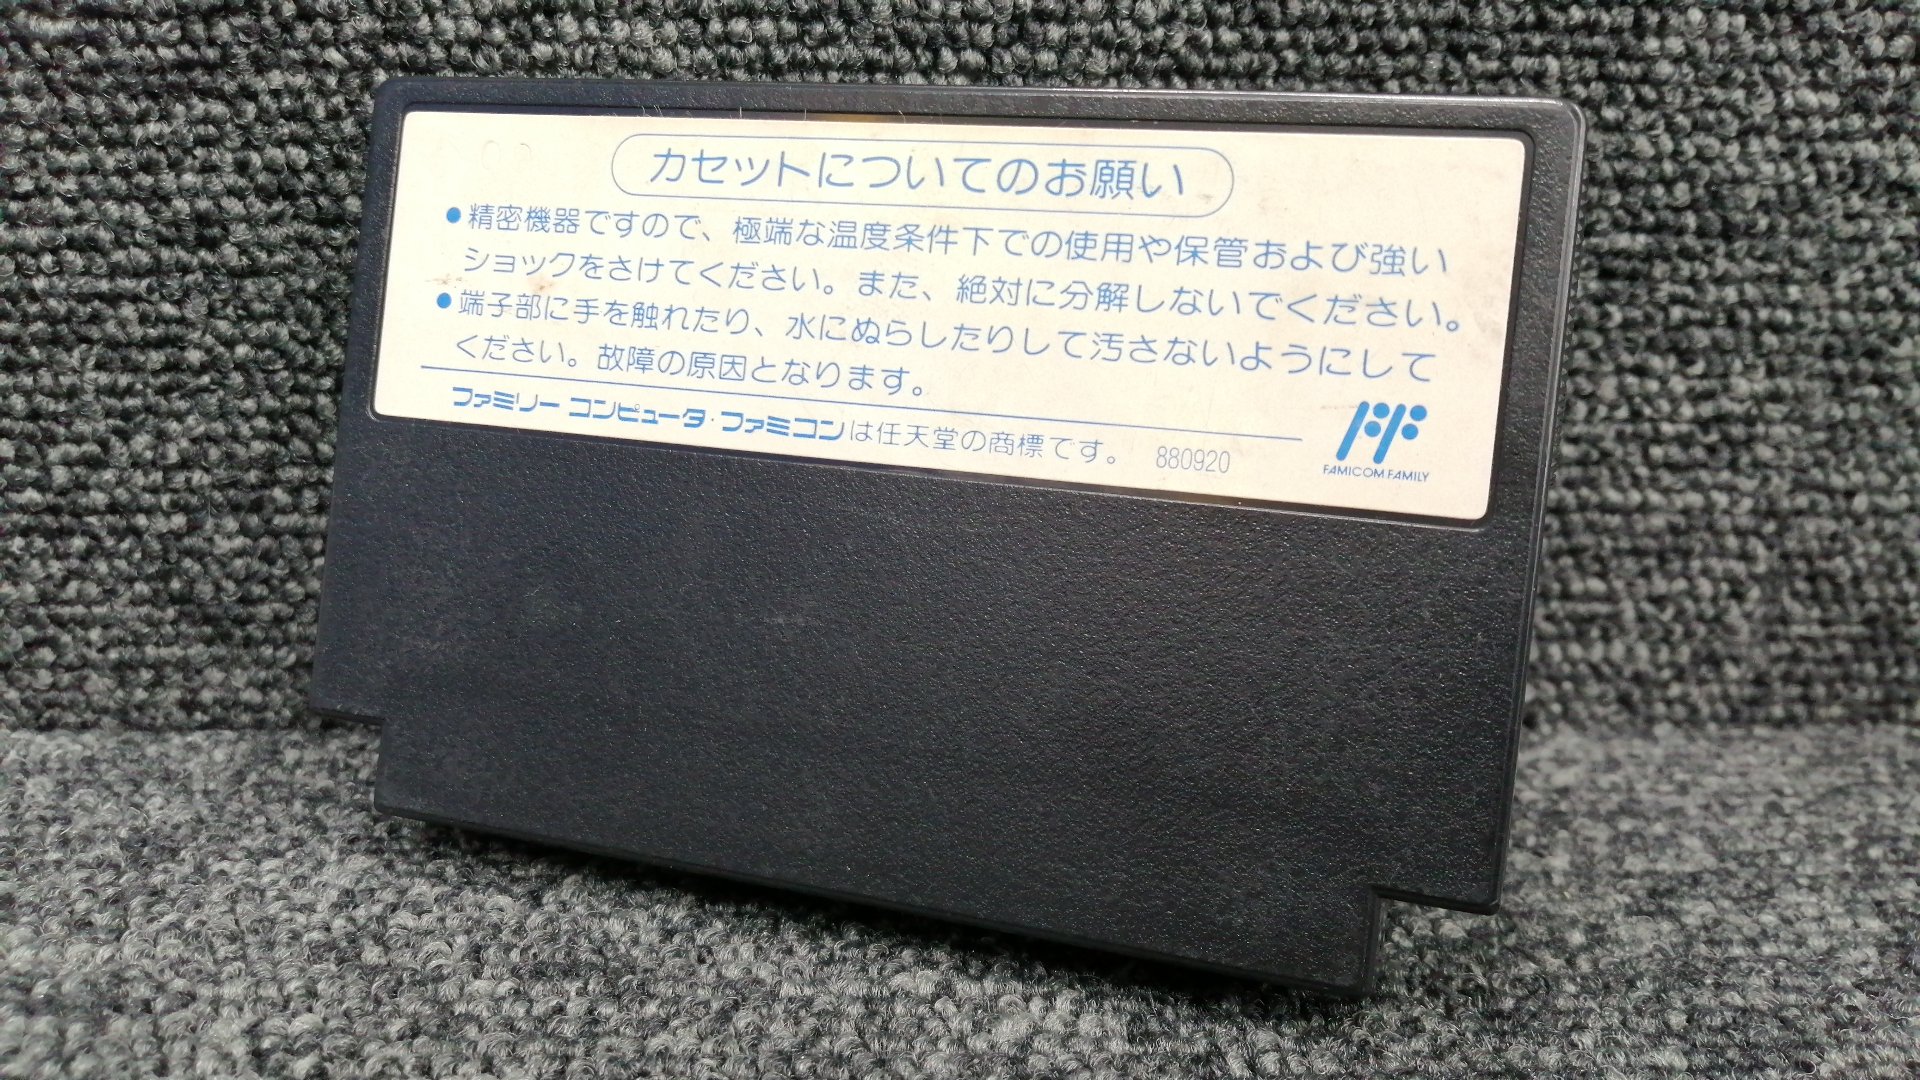 カセットについてのお願い
●精密機器ですので、極端な温度条件下での使用や保管および強い
ショックをさけてください。また、絶対に分解しないでください。
●端子部に手を触れたり、水にぬらしたりして汚さないようにして
ください。故障の原因となります。
ファミリー コンピュータ・ファミコンは任天堂の商標です。 880920
FAMICOM FAMILY